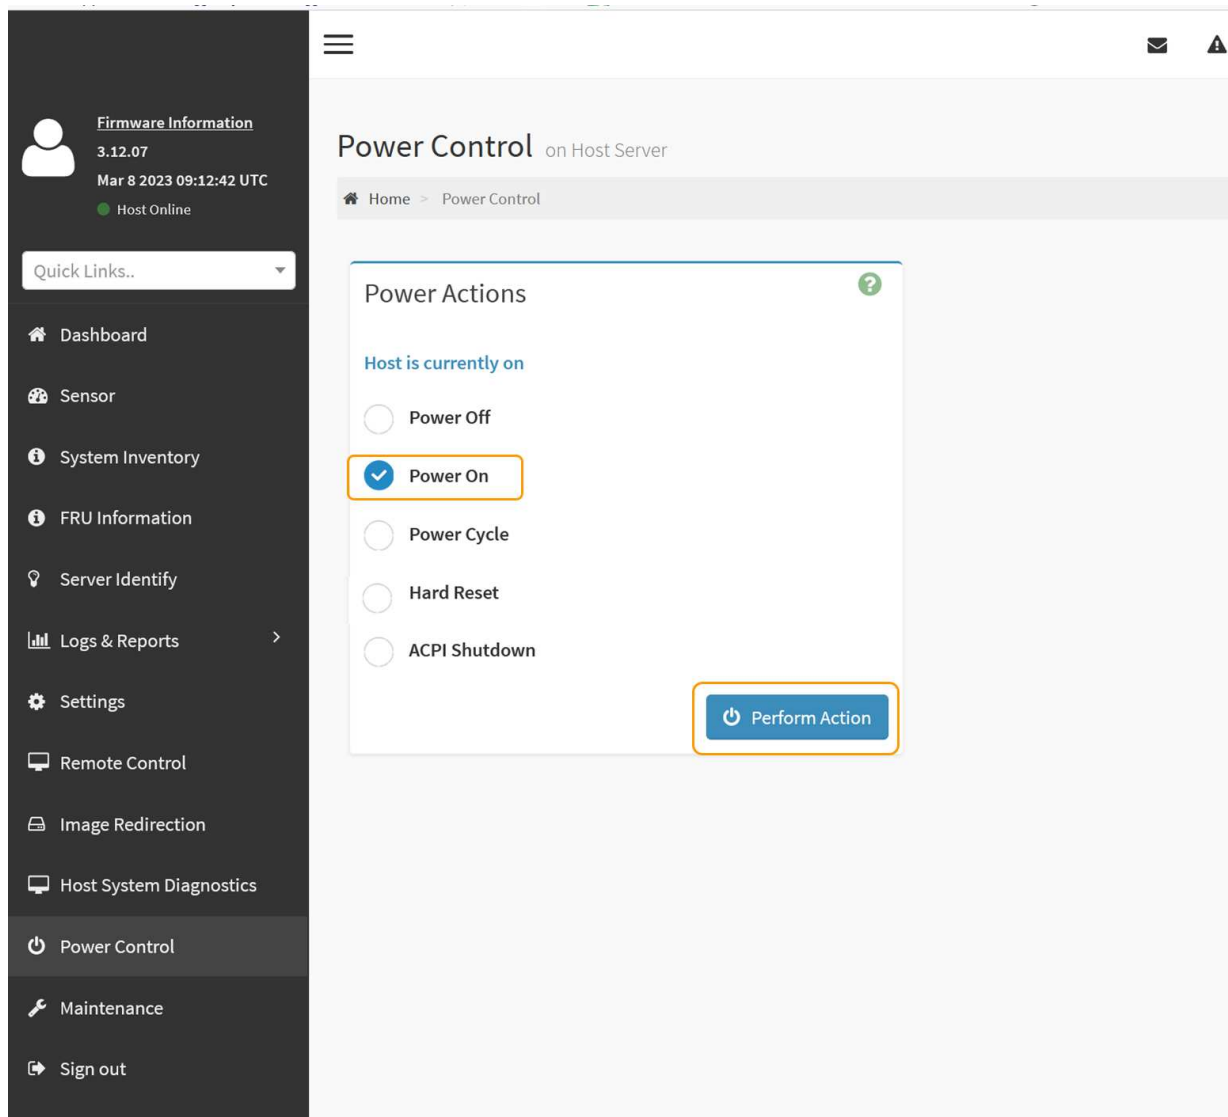 Firmware Information
3.12.07
Mar 8 2023 09:12:42 UTC
Host Online
Quick Links..
Dashboard
Sensor
System Inventory
FRU Information
Server Identify
Logs & Reports
Settings
Remote Control
Image Redirection
Host System Diagnostics
Power Control
Maintenance
Sign out
Power Control on Host Server
Home > Power Control
Power Actions
Host is currently on
Power Off
Power On
Power Cycle
Hard Reset
ACPI Shutdown
Perform Action